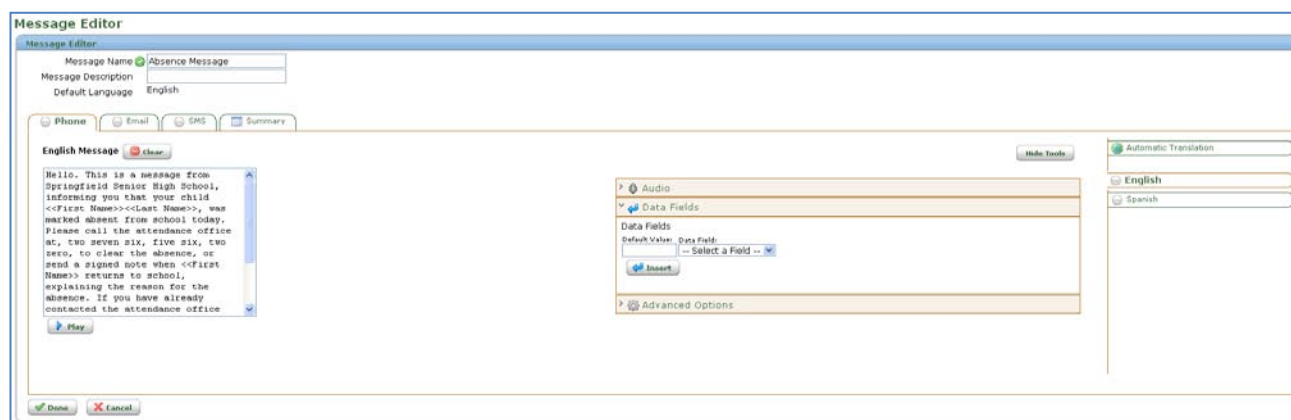 Message Editor
Message Editor
Message Name Absence Message
Message Description
Default Language English
Phone Email SMS Summary
English Message Clear
Hide Tools
Hello. This is a message from
Springfield Senior High School,
informing you that your child
<<First Name>><<Last Name>>, was
marked absent from school today.
Please call the attendance office
at, two seven six, five six, two
zero, to clear the absence, or
send a signed note when <<First
Name>> returns to school,
explaining the reason for the
absence. If you have already
contacted the attendance office
Play
Audio
Data Fields
Data Fields
Default Value: Data Field:
-- Select a Field --
Insert
Advanced Options
Automatic Translation
English
Spanish
Done Cancel